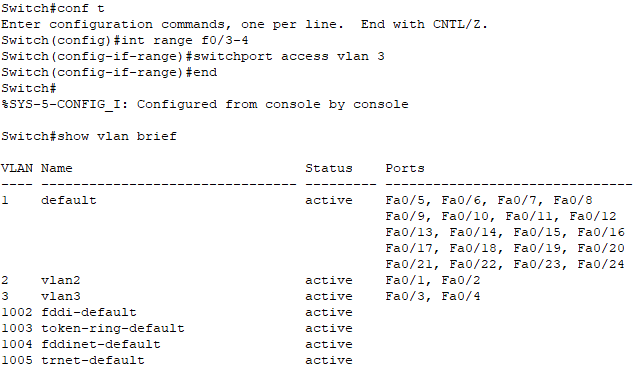 Switch#conf t
Enter configuration commands, one per line.  End with CNTL/Z.
Switch(config)#int range f0/3-4
Switch(config-if-range)#switchport access vlan 3
Switch(config-if-range)#end
Switch#
%SYS-5-CONFIG_I: Configured from console by console
Switch#show vlan brief
VLAN Name                             Status    Ports
---- -------------------------------- --------- -------------------------------
1    default                          active    Fa0/5, Fa0/6, Fa0/7, Fa0/8
                                                Fa0/9, Fa0/10, Fa0/11, Fa0/12
                                                Fa0/13, Fa0/14, Fa0/15, Fa0/16
                                                Fa0/17, Fa0/18, Fa0/19, Fa0/20
                                                Fa0/21, Fa0/22, Fa0/23, Fa0/24
2    vlan2                            active    Fa0/1, Fa0/2
3    vlan3                            active    Fa0/3, Fa0/4
1002 fddi-default                     active
1003 token-ring-default               active
1004 fddinet-default                  active
1005 trnet-default                    active